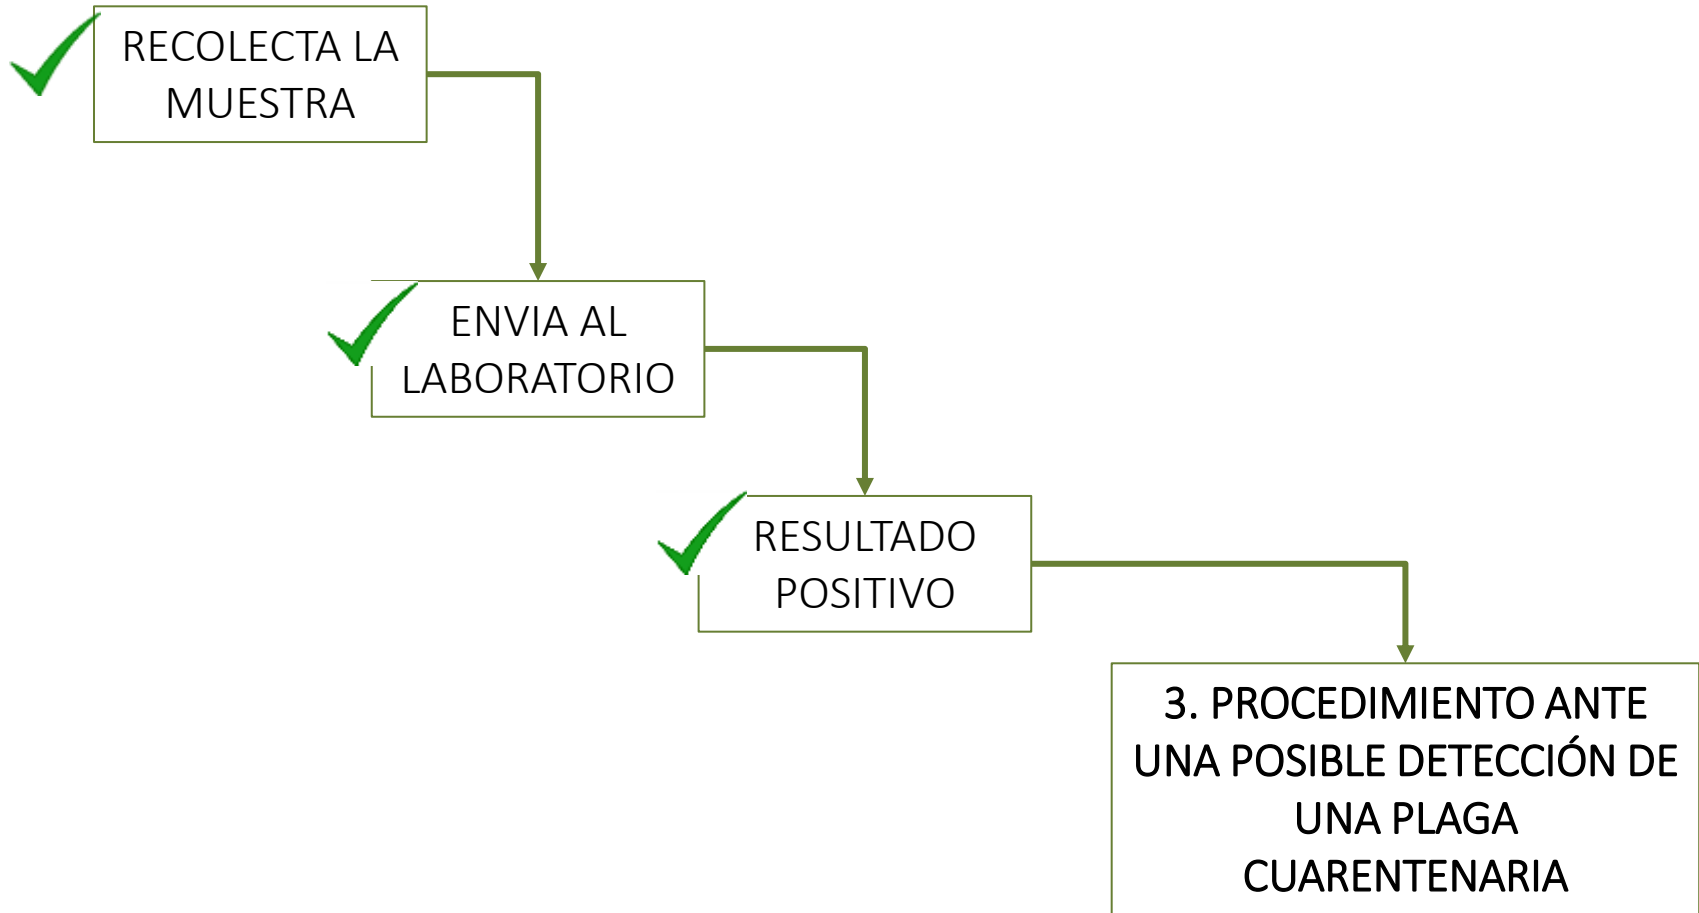 RECOLECTA LA
MUESTRA
ENVIA AL
LABORATORIO
RESULTADO
POSITIVO
3. PROCEDIMIENTO ANTE
UNA POSIBLE DETECCIÓN DE
UNA PLAGA
CUARENTENARIA